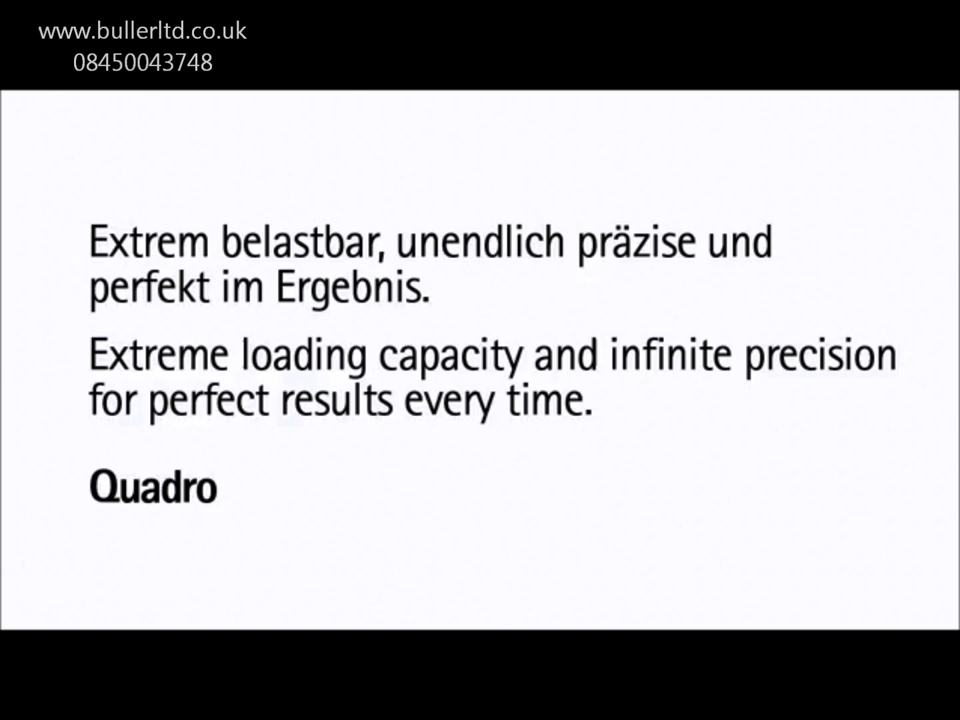 www.bullerltd.co.uk
08450043748
Extrem belastbar, unendlich präzise und
perfekt im Ergebnis.
Extreme loading capacity and infinite precision
for perfect results every time.
Quadro